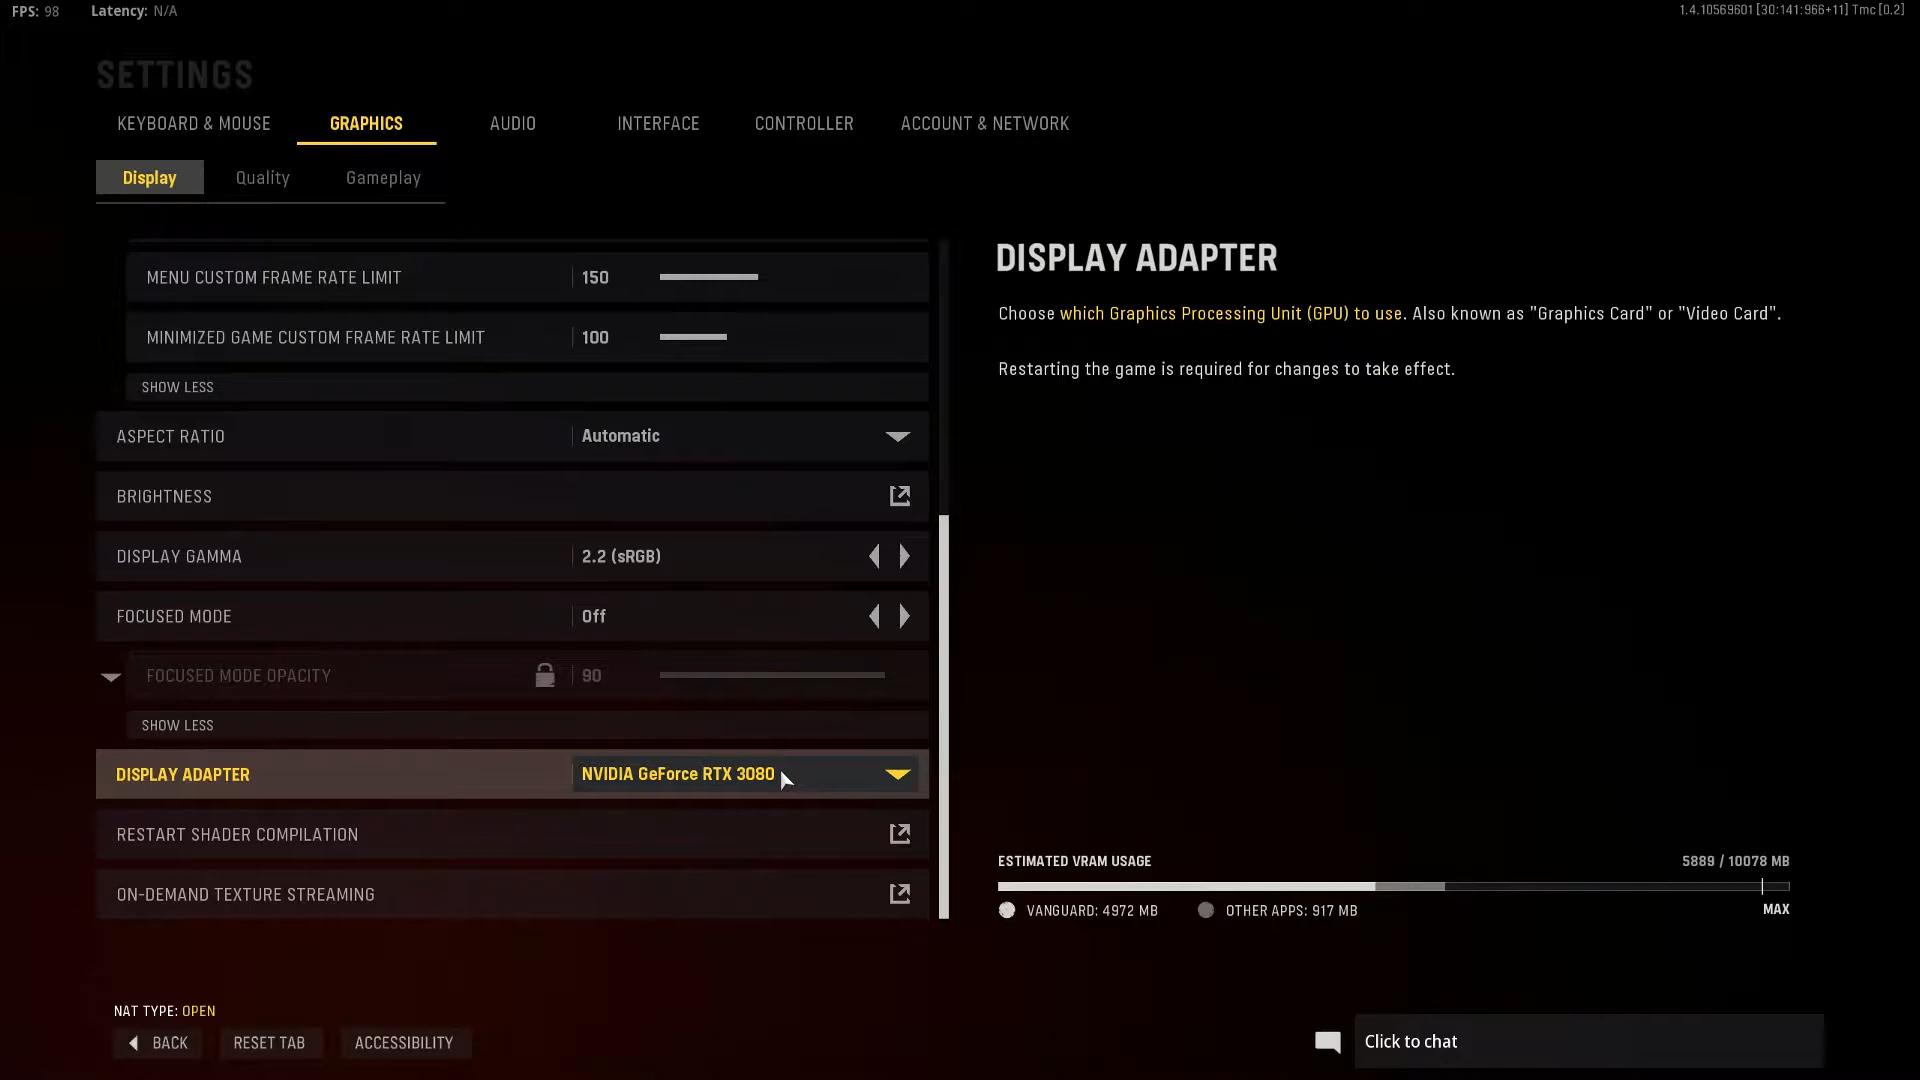 FPS: 98 Latency: N/A
1.4.10569601 [30:141:966+11] Tmc [0.2]
SETTINGS
KEYBOARD & MOUSE GRAPHICS AUDIO INTERFACE CONTROLLER ACCOUNT & NETWORK
Display Quality Gameplay
MENU CUSTOM FRAME RATE LIMIT 150
MINIMIZED GAME CUSTOM FRAME RATE LIMIT 100
SHOW LESS
ASPECT RATIO Automatic
BRIGHTNESS
DISPLAY GAMMA 2.2 (sRGB)
FOCUSED MODE Off
FOCUSED MODE OPACITY 90
SHOW LESS
DISPLAY ADAPTER NVIDIA GeForce RTX 3080
RESTART SHADER COMPILATION
ON-DEMAND TEXTURE STREAMING
DISPLAY ADAPTER
Choose which Graphics Processing Unit (GPU) to use. Also known as "Graphics Card" or "Video Card".
Restarting the game is required for changes to take effect.
ESTIMATED VRAM USAGE 5889 / 10078 MB
VANGUARD: 4972 MB OTHER APPS: 917 MB MAX
NAT TYPE: OPEN
BACK RESET TAB ACCESSIBILITY
Click to chat